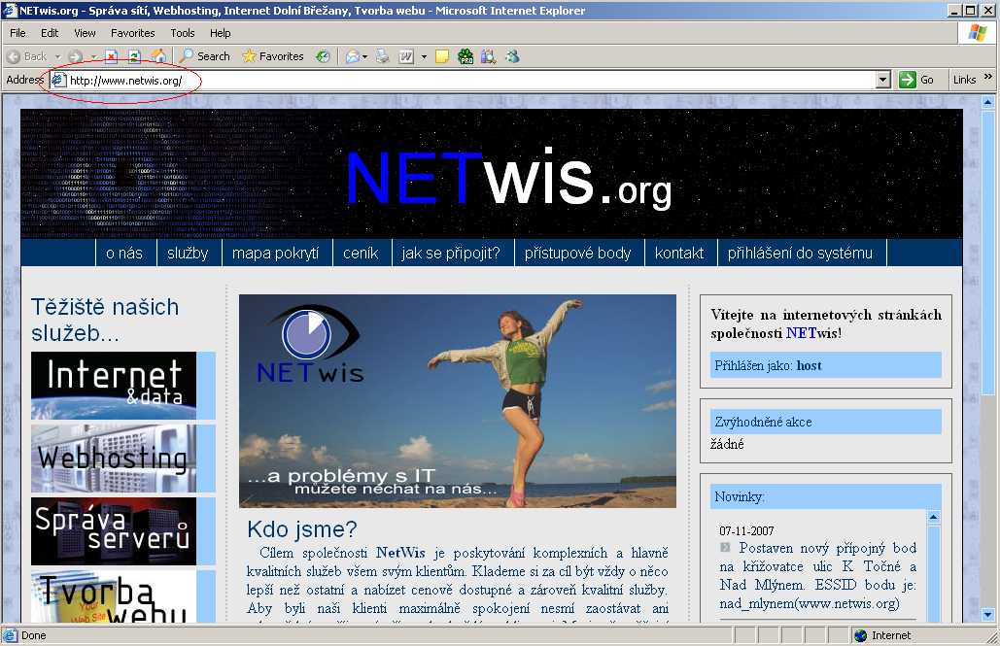 NETwis.org - Správa sítí, Webhosting, Internet Dolní Břežany, Tvorba webu - Microsoft Internet Explorer
File Edit View Favorites Tools Help
Back Search Favorites W PRO
Address http://www.netwis.org/ Go Links »
NETwis.org
o nás služby mapa pokrytí ceník jak se připojit? přístupové body kontakt přihlášení do systému
Těžiště našich
služeb...
Internet
& data
Webhosting
Správa
serverů
Tvorba
webu
NETwis
...a problémy s IT
můžete nechat na nás...
Kdo jsme?
Cílem společnosti NetWis je poskytování komplexních a hlavně
kvalitních služeb všem svým klientům. Klademe si za cíl být vždy o něco
lepší než ostatní a nabízet cenově dostupné a zároveň kvalitní služby.
Aby byli naši klienti maximálně spokojení nesmí zaostávat ani
Vítejte na internetových stránkách
společnosti NETwis!
Přihlášen jako: host
Zvýhodněné akce
žádné
Novinky:
07-11-2007
Postaven nový přípojný bod
na křižovatce ulic K Točné a
Nad Mlýnem. ESSID bodu je:
nad_mlynem(www.netwis.org)
Done Internet